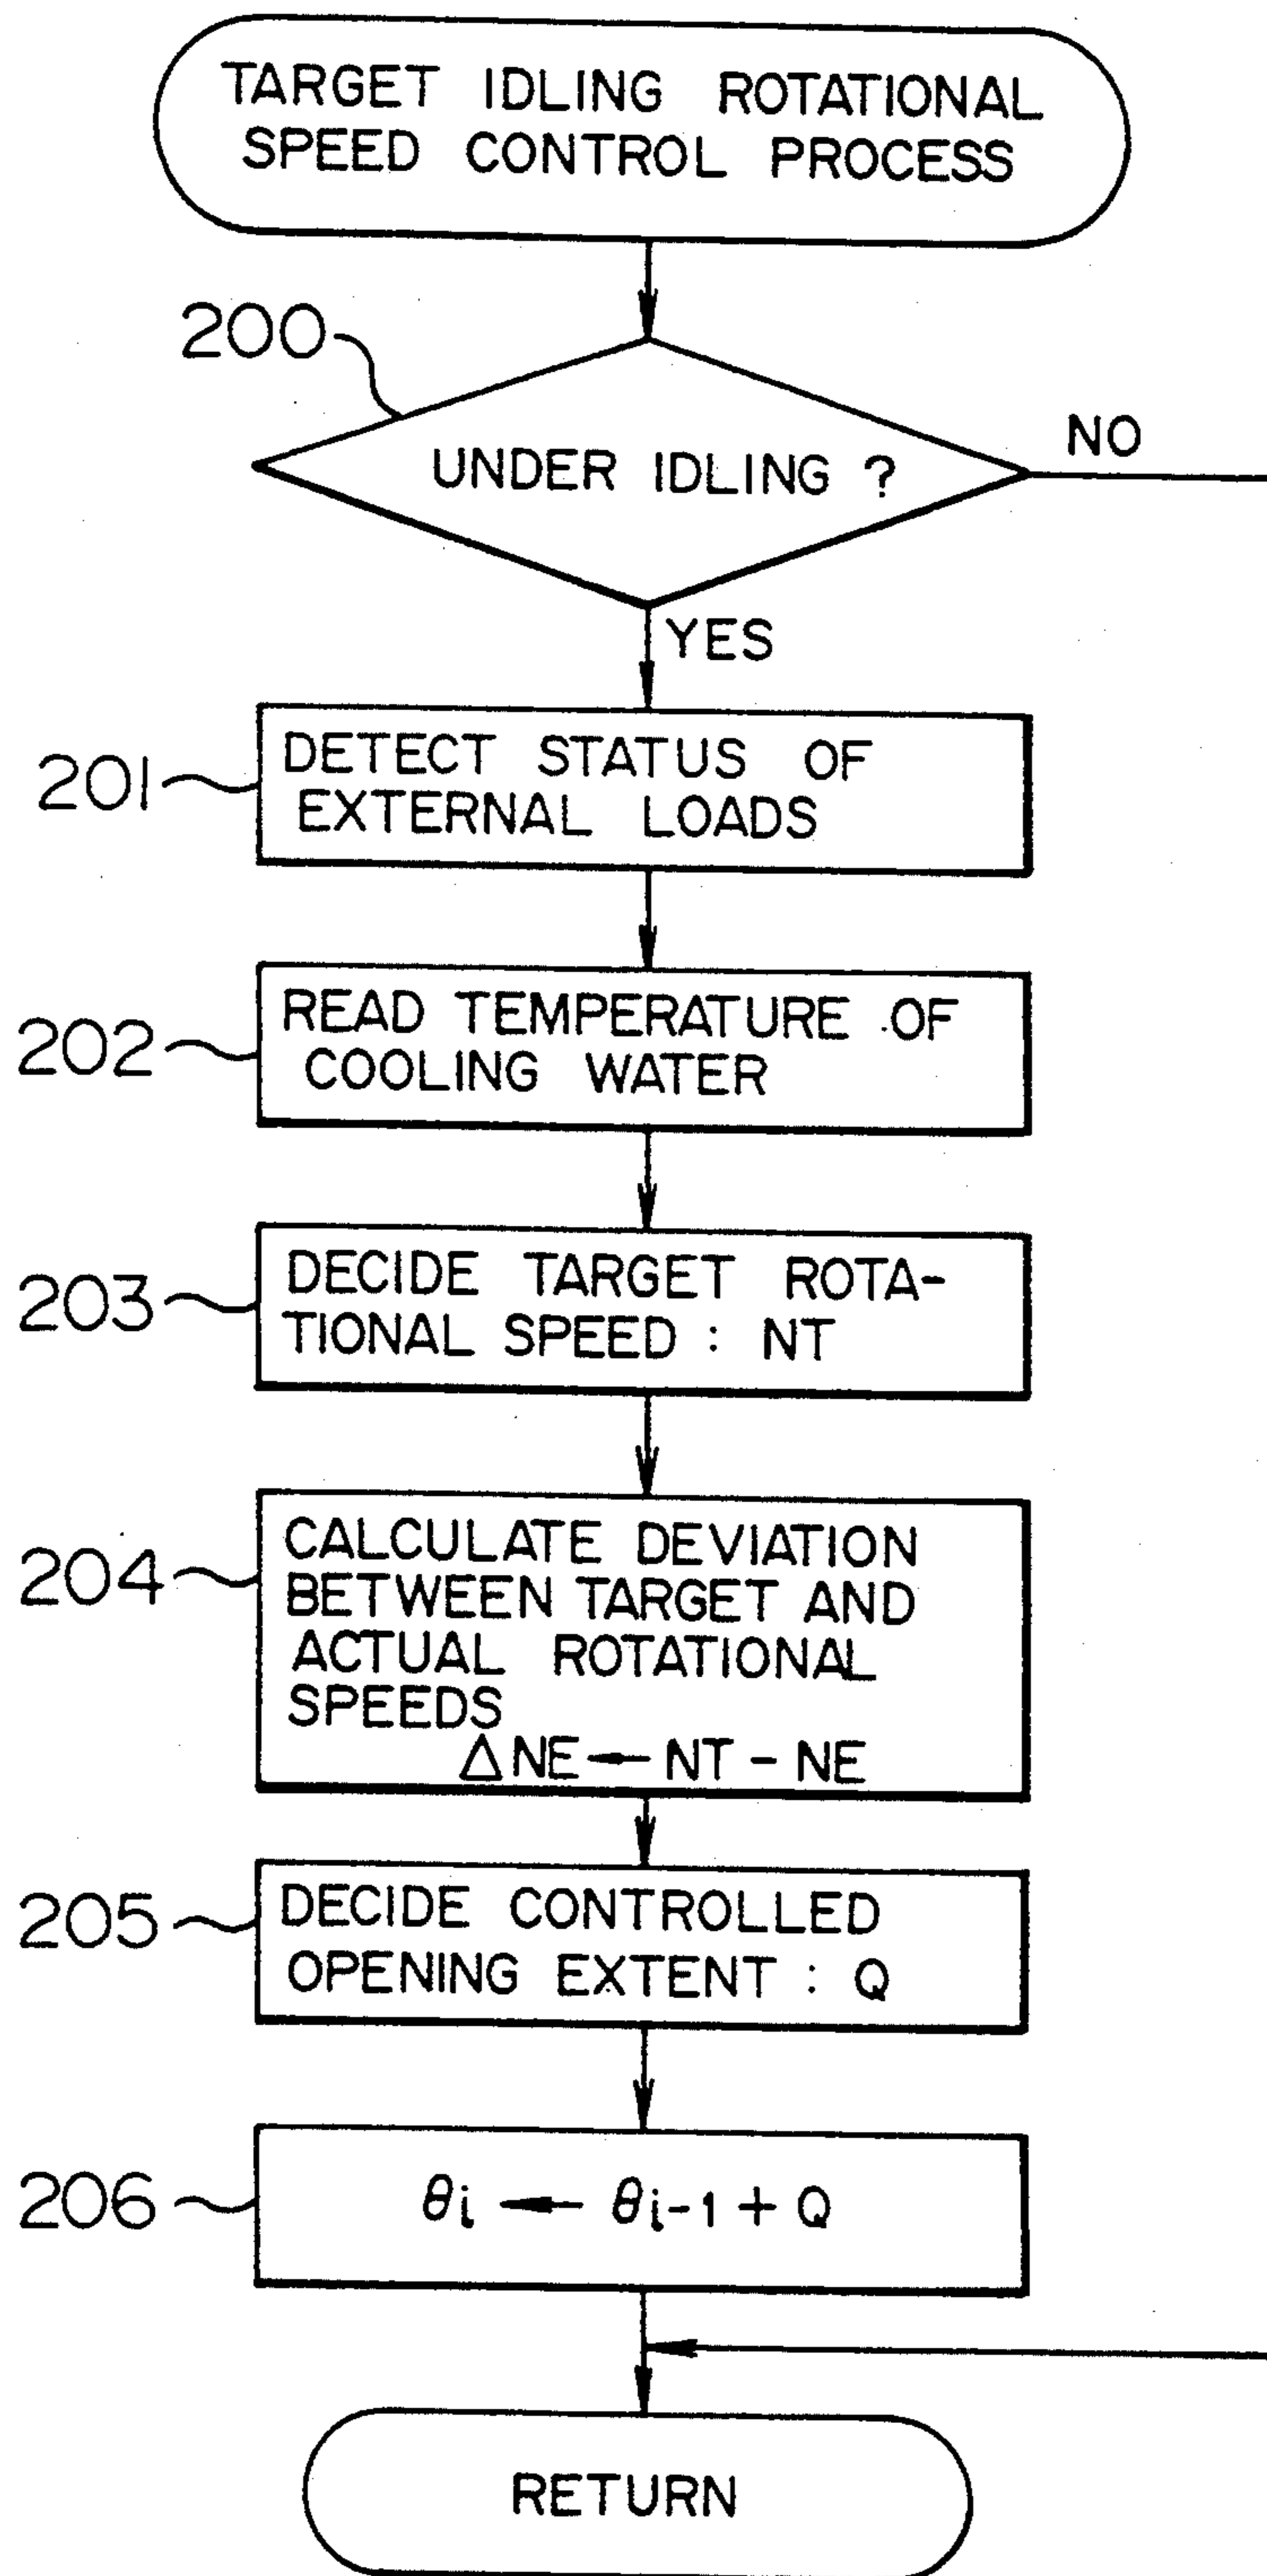 TARGET IDLING ROTATIONAL
SPEED CONTROL PROCESS
200
UNDER IDLING ?
NO
YES
201
DETECT STATUS OF
EXTERNAL LOADS
202
READ TEMPERATURE OF
COOLING WATER
203
DECIDE TARGET ROTA-
TIONAL SPEED : NT
204
CALCULATE DEVIATION
BETWEEN TARGET AND
ACTUAL ROTATIONAL
SPEEDS
△NE ← NT - NE
205
DECIDE CONTROLLED
OPENING EXTENT : Q
206
θi ← θi-1 + Q
RETURN